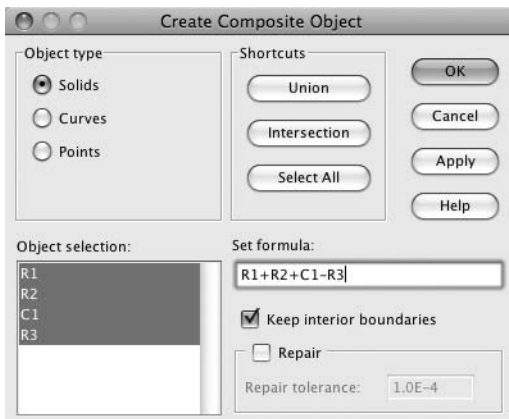 Create Composite Object
Object type
Solids
Curves
Points
Shortcuts
Union
Intersection
Select All
OK
Cancel
Apply
Help
Object selection:
R1
R2
C1
R3
Set formula:
R1+R2+C1-R3
Keep interior boundaries
Repair
Repair tolerance: 1.0E-4